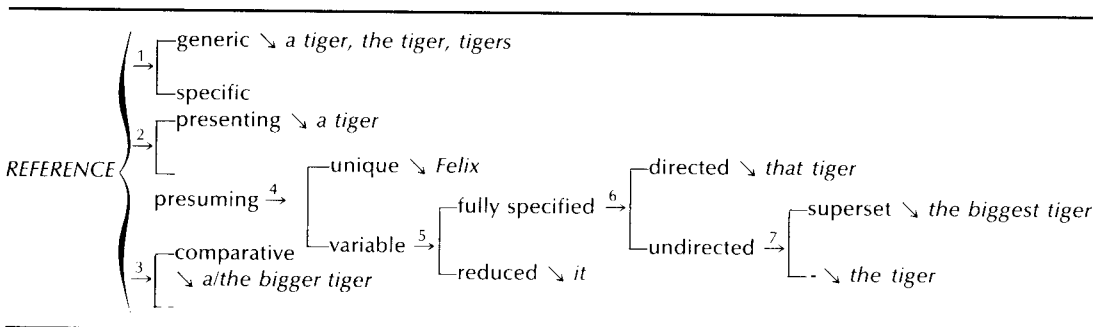 1 generic ↘ a tiger, the tiger, tigers
specific
2 presenting ↘ a tiger
REFERENCE
unique ↘ Felix
directed ↘ that tiger
presuming 4
fully specified 6
superset ↘ the biggest tiger
variable 5
undirected 7
3 comparative
↘ a/the bigger tiger
reduced ↘ it
- ↘ the tiger
-